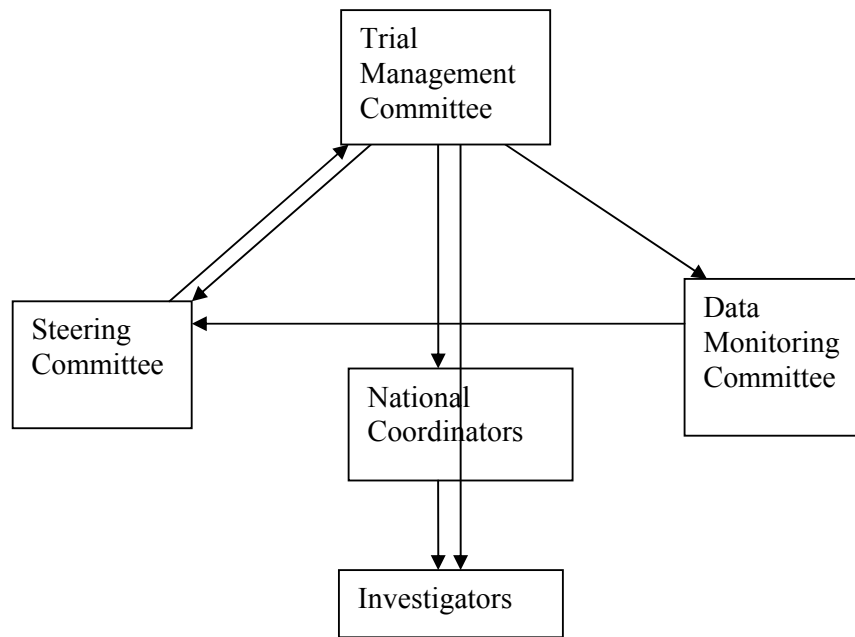 Trial
Management
Committee
Steering
Committee
Data
Monitoring
Committee
National
Coordinators
Investigators